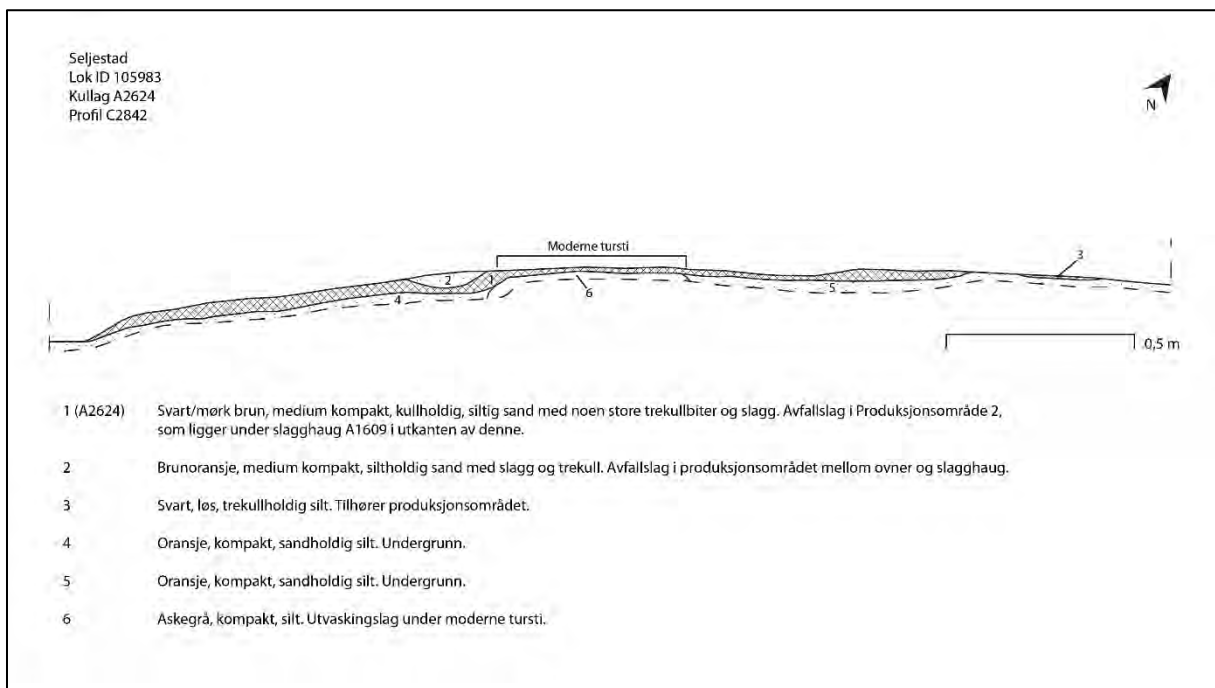 Seljestad
Lok ID 105983
Kullag A2624
Profil C2842
N
Moderne tursti
3
2
1
4
6
5
0,5 m
1 (A2624) Svart/mørk brun, medium kompakt, kullholdig, siltig sand med noen store trekullbiter og slagg. Avfallslag i Produksjonsområde 2,
som ligger under slagghaug A1609 i utkanten av denne.
2 Brunoransje, medium kompakt, siltholdig sand med slagg og trekull. Avfallslag i produksjonsområdet mellom ovner og slagghaug.
3 Svart, løs, trekullholdig silt. Tilhører produksjonsområdet.
4 Oransje, kompakt, sandholdig silt. Undergrunn.
5 Oransje, kompakt, sandholdig silt. Undergrunn.
6 Askegrå, kompakt, silt. Utvaskingslag under moderne tursti.